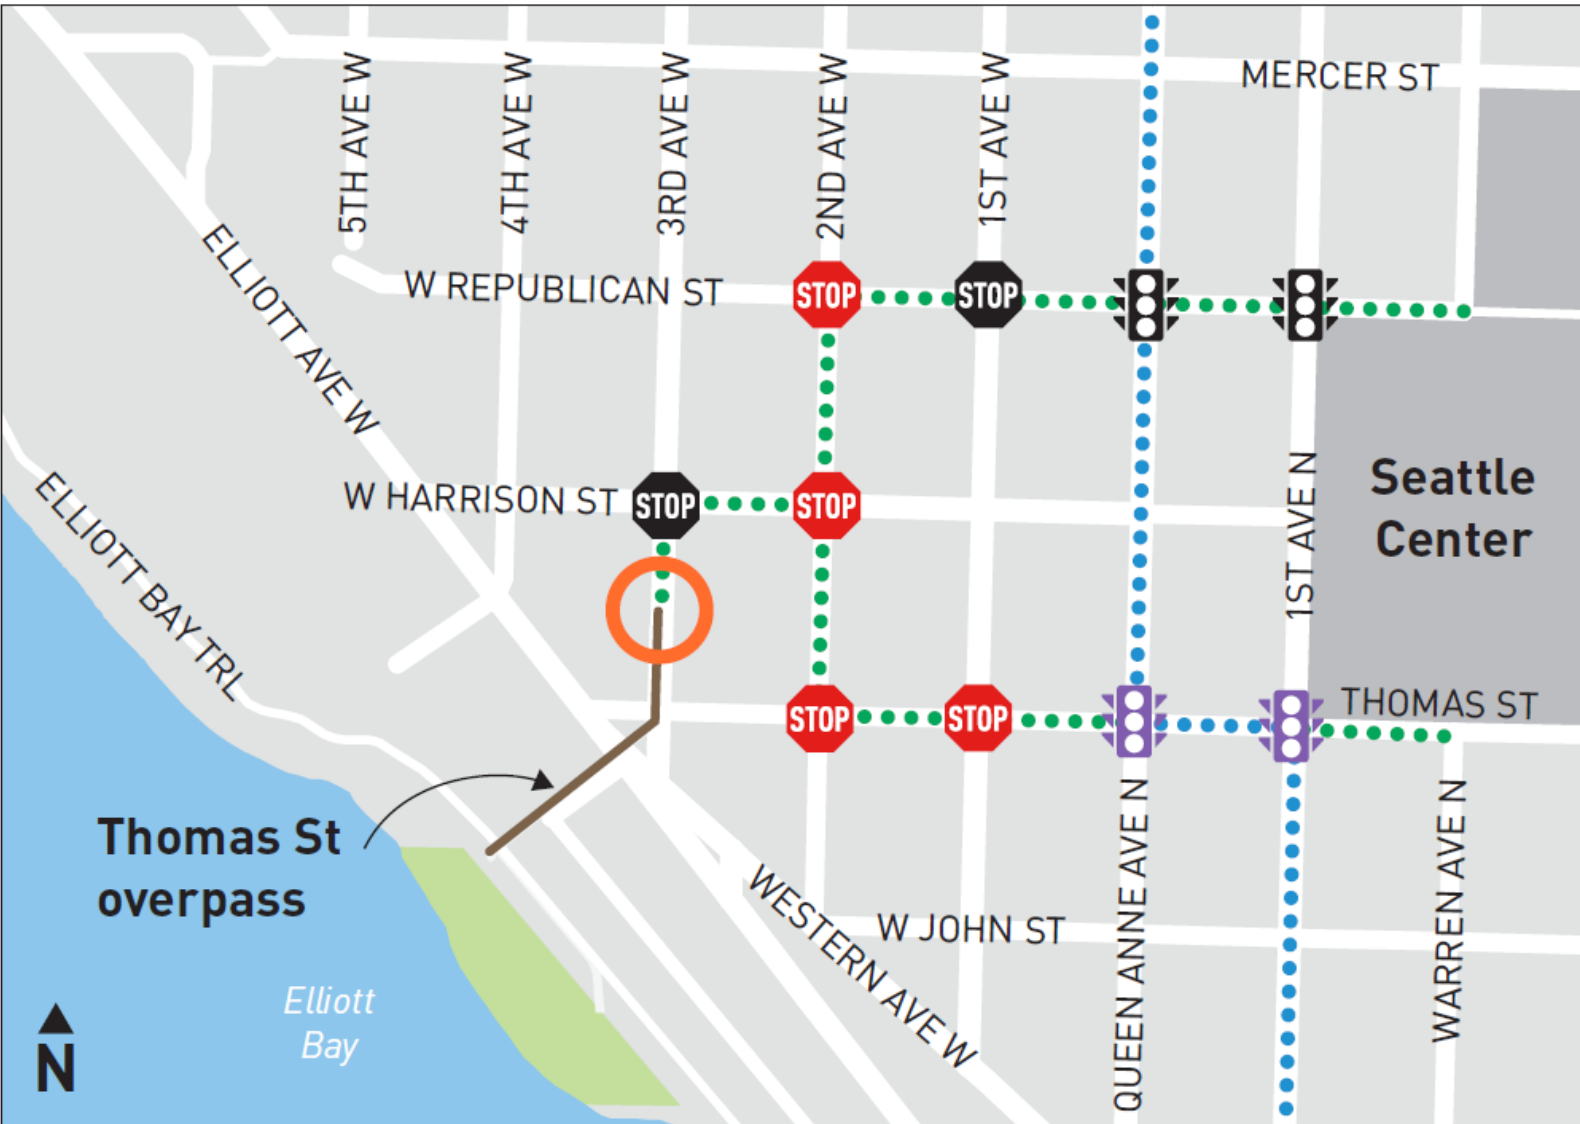 MERCER ST
5TH AVE W
4TH AVE W
3RD AVE W
2ND AVE W
1ST AVE W
ELLIOTT AVE W
W REPUBLICAN ST
STOP
STOP
W HARRISON ST
STOP
STOP
1ST AVE N
Seattle
Center
ELLIOTT BAY TRL
STOP
STOP
THOMAS ST
Thomas St
overpass
WESTERN AVE W
W JOHN ST
QUEEN ANNE AVE N
WARREN AVE N
Elliott
Bay
N